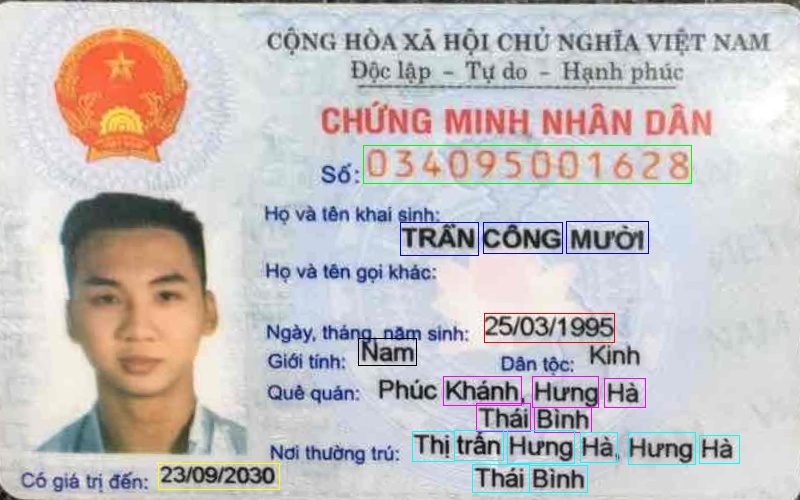 CỘNG HÒA XÃ HỘI CHỦ NGHĨA VIỆT NAM
Độc lập - Tự do - Hạnh phúc
CHỨNG MINH NHÂN DÂN
Số: 034095001628
Họ và tên khai sinh:
TRẦN CÔNG MƯỜI
Họ và tên gọi khác:
Ngày, tháng, năm sinh: 25/03/1995
Giới tính: Nam Dân tộc: Kinh
Quê quán: Phúc Khánh, Hưng Hà
Thái Bình
Nơi thường trú: Thị trấn Hưng Hà, Hưng Hà
Thái Bình
Có giá trị đến: 23/09/2030